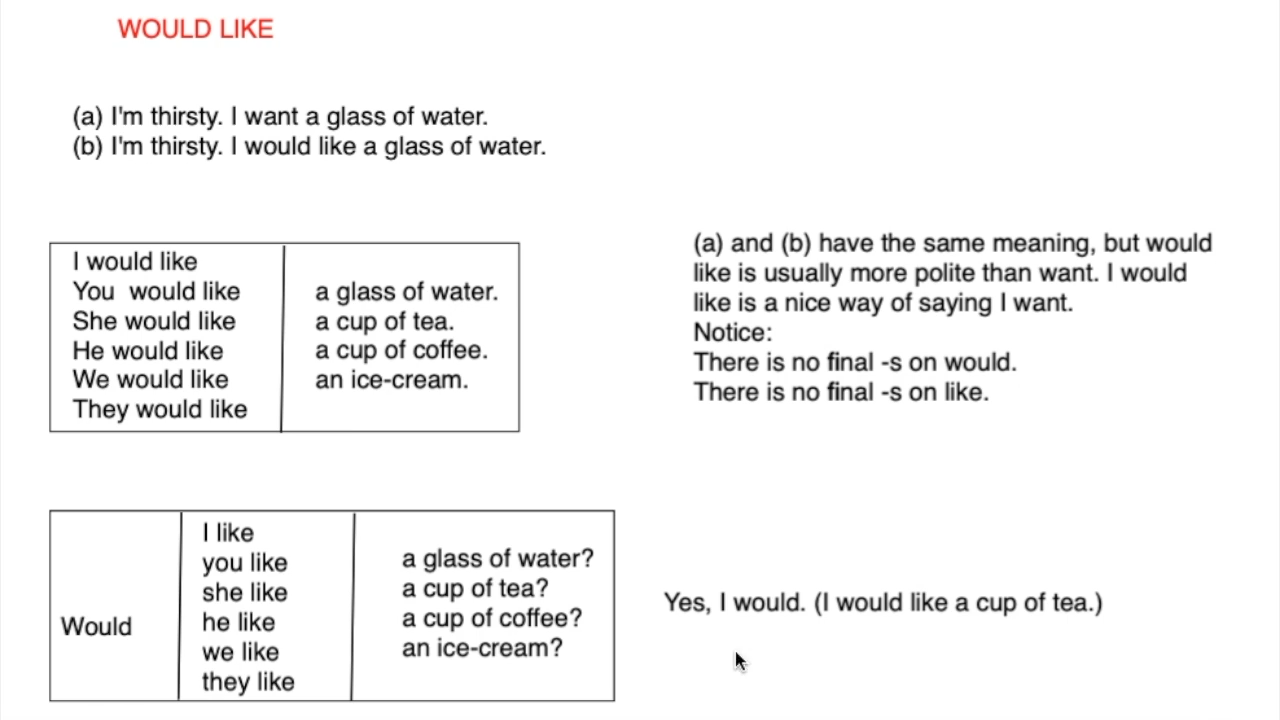 WOULD LIKE
(a) I'm thirsty. I want a glass of water.
(b) I'm thirsty. I would like a glass of water.
I would like
You  would like
She would like
He would like
We would like
They would like
a glass of water.
a cup of tea.
a cup of coffee.
an ice-cream.
(a) and (b) have the same meaning, but would
like is usually more polite than want. I would
like is a nice way of saying I want.
Notice:
There is no final -s on would.
There is no final -s on like.
Would
I like
you like
she like
he like
we like
they like
a glass of water?
a cup of tea?
a cup of coffee?
an ice-cream?
Yes, I would. (I would like a cup of tea.)